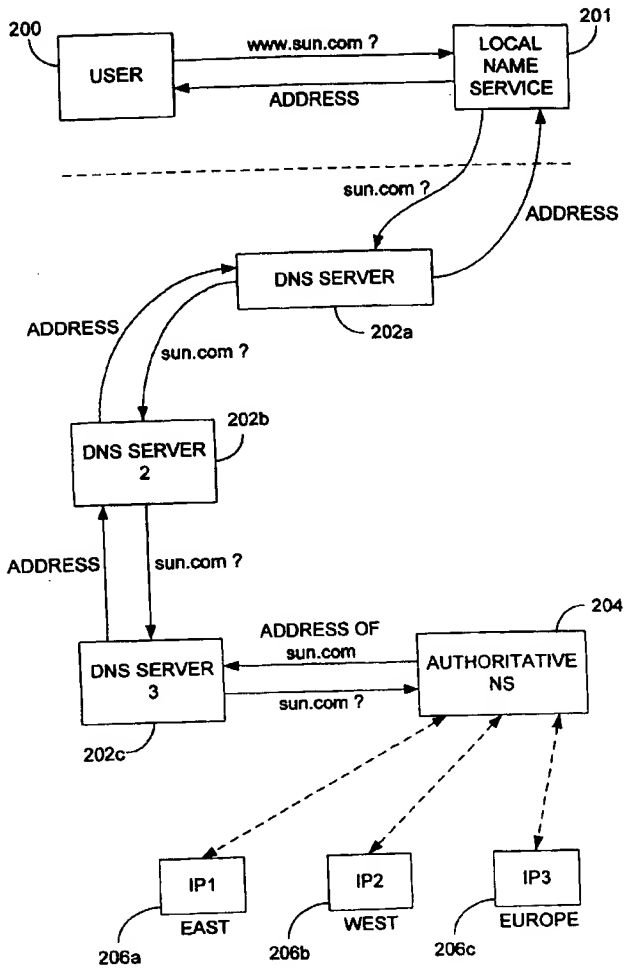 200
USER
www.sun.com ?
ADDRESS
LOCAL
NAME
SERVICE
201
sun.com ?
ADDRESS
DNS SERVER
202a
ADDRESS
sun.com ?
DNS SERVER
2
202b
ADDRESS
sun.com ?
DNS SERVER
3
202c
ADDRESS OF
sun.com
sun.com ?
AUTHORITATIVE
NS
204
IP1
EAST
206a
IP2
WEST
206b
IP3
EUROPE
206c